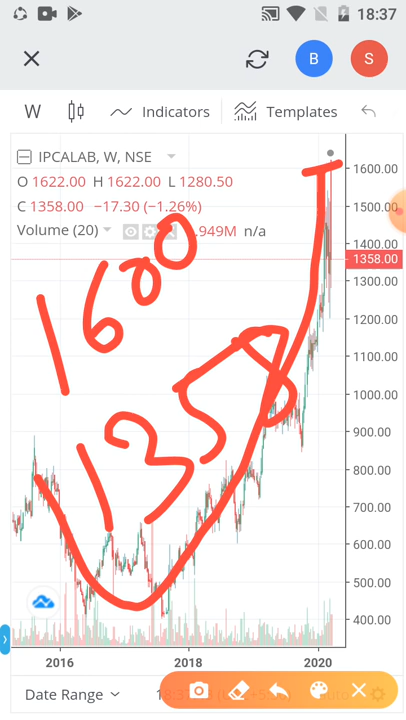 18:37
B S
W Indicators Templates
IPCALAB, W, NSE
O 1622.00 H 1622.00 L 1280.50
C 1358.00 −17.30 (−1.26%)
Volume (20) .949M n/a
1600.00
1500.00
1400.00
1358.00
1300.00
1200.00
1100.00
1000.00
900.00
800.00
700.00
600.00
500.00
400.00
1600
135
2016 2018 2020
Date Range